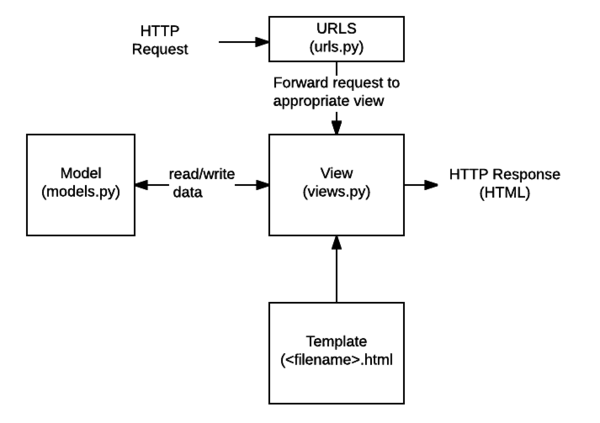 HTTP
Request
URLS
(urls.py)
Forward request to
appropriate view
Model
(models.py)
read/write
data
View
(views.py)
HTTP Response
(HTML)
Template
(<filename>.html